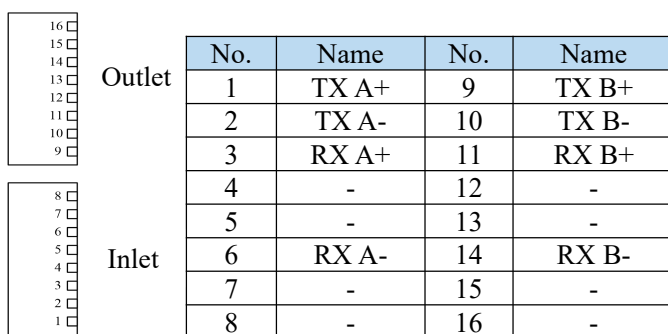 16
15
14
13
12
11
10
9
Outlet
8
7
6
5
4
3
2
1
Inlet
No. Name No. Name
1 TX A+ 9 TX B+
2 TX A- 10 TX B-
3 RX A+ 11 RX B+
4 - 12 -
5 - 13 -
6 RX A- 14 RX B-
7 - 15 -
8 - 16 -